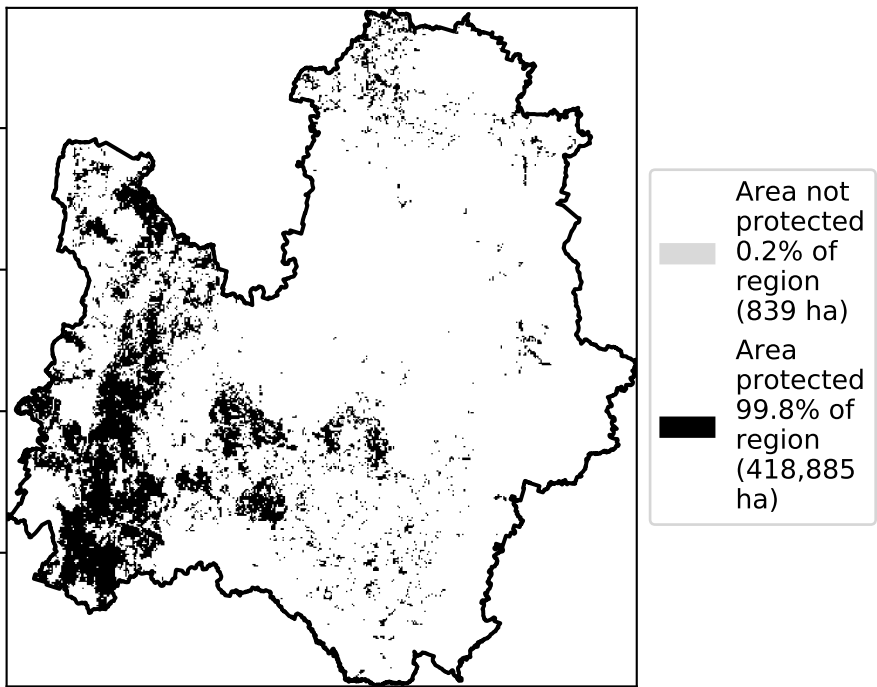 Area not
protected
0.2% of
region
(839 ha)
Area
protected
99.8% of
region
(418,885
ha)